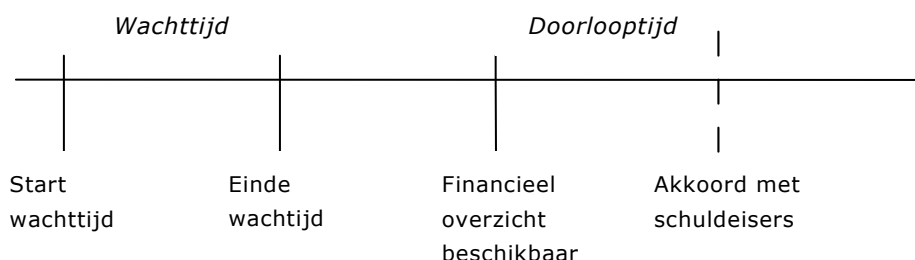 Wachttijd
Doorlooptijd
Start
wachttijd
Einde
wachtijd
Financieel
overzicht
beschikbaar
Akkoord met
schuldeisers